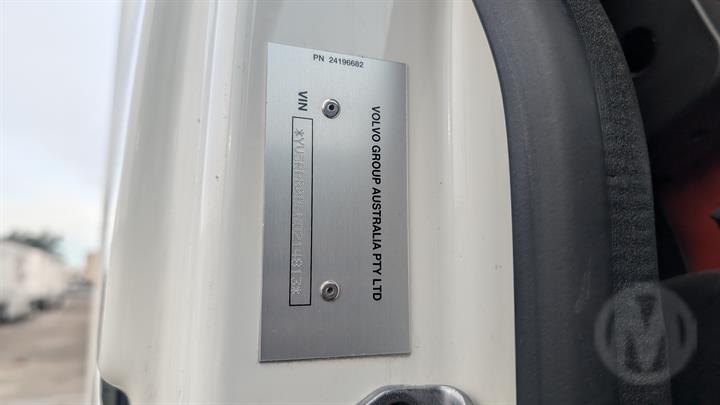 PN 24196682
VOLVO GROUP AUSTRALIA PTY LTD
VIN
M